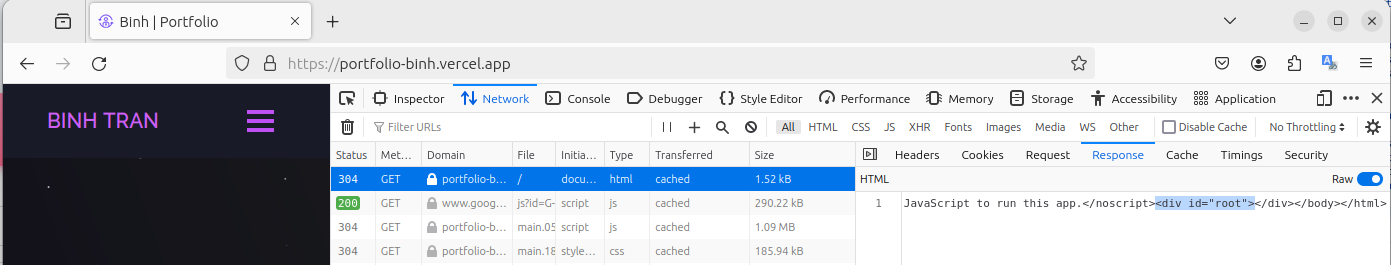 Binh | Portfolio
https://portfolio-binh.vercel.app
BINH TRAN
Inspector Network Console Debugger Style Editor Performance Memory Storage Accessibility Application
Filter URLs All HTML CSS JS XHR Fonts Images Media WS Other Disable Cache No Throttling
Status Met... Domain File Initia... Type Transferred Size
Headers Cookies Request Response Cache Timings Security
304 GET portfolio-b... / docu... html cached 1.52 kB
HTML Raw
200 GET www.goog... js?id=G- script js cached 290.22 kB
1 JavaScript to run this app.</noscript><div id="root"></div></body></html>
304 GET portfolio-b... main.05 script js cached 1.09 MB
304 GET portfolio-b... main.18 style... css cached 185.94 kB